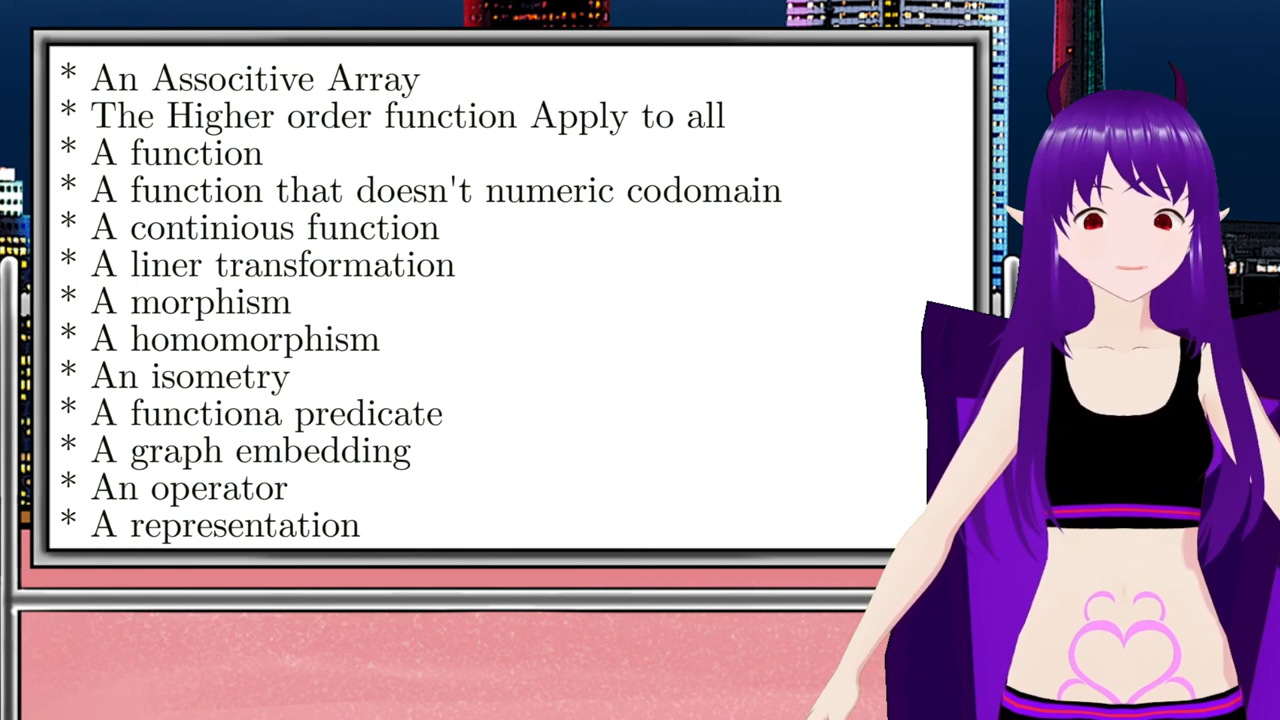 * An Associtive Array
* The Higher order function Apply to all
* A function
* A function that doesn't numeric codomain
* A continious function
* A liner transformation
* A morphism
* A homomorphism
* An isometry
* A functiona predicate
* A graph embedding
* An operator
* A representation